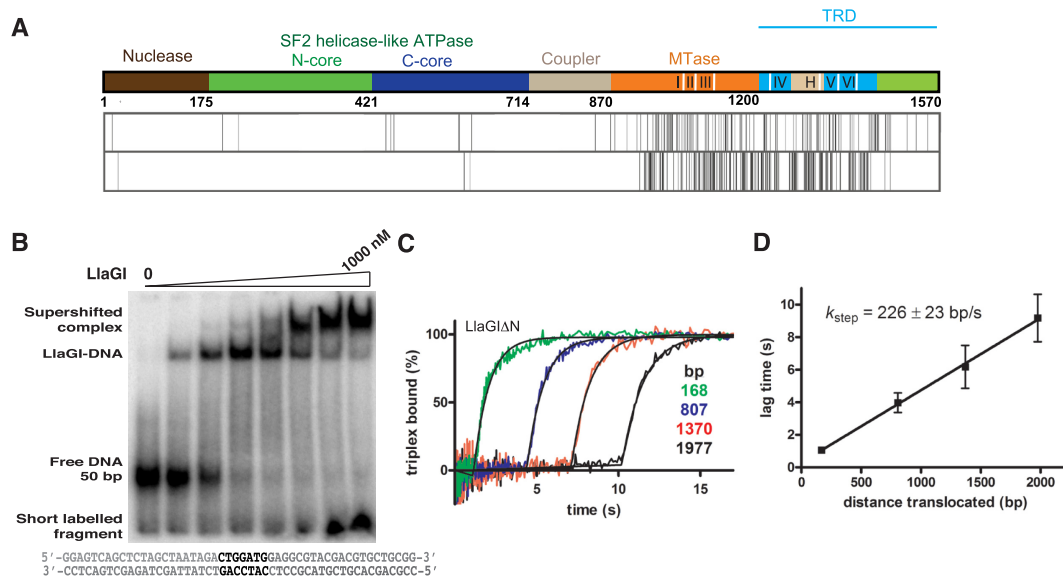 A
TRD
SF2 helicase-like ATPase
Nuclease N-core C-core Coupler MTase
I II III IV H V VI
1 175 421 714 870 1200 1570
B
LlaGI 0 1000 nM
Supershifted
complex
LlaGI-DNA
Free DNA
50 bp
Short labelled
fragment
5′-GGAGTCAGCTCTAGCTAATAGACTGGATGGAGGCGTACGACGTGCTGCGG-3′
3′-CCTCAGTCGAGATCGATTATCTGACCTACCTCCGCATGCTGCACGACGCC-5′
C
LlaGIΔN
100
50
0
triplex bound (%)
bp
168
807
1370
1977
5 10 15
time (s)
D
kstep = 226 ± 23 bp/s
10
8
6
4
2
0
lag time (s)
0 500 1000 1500 2000
distance translocated (bp)